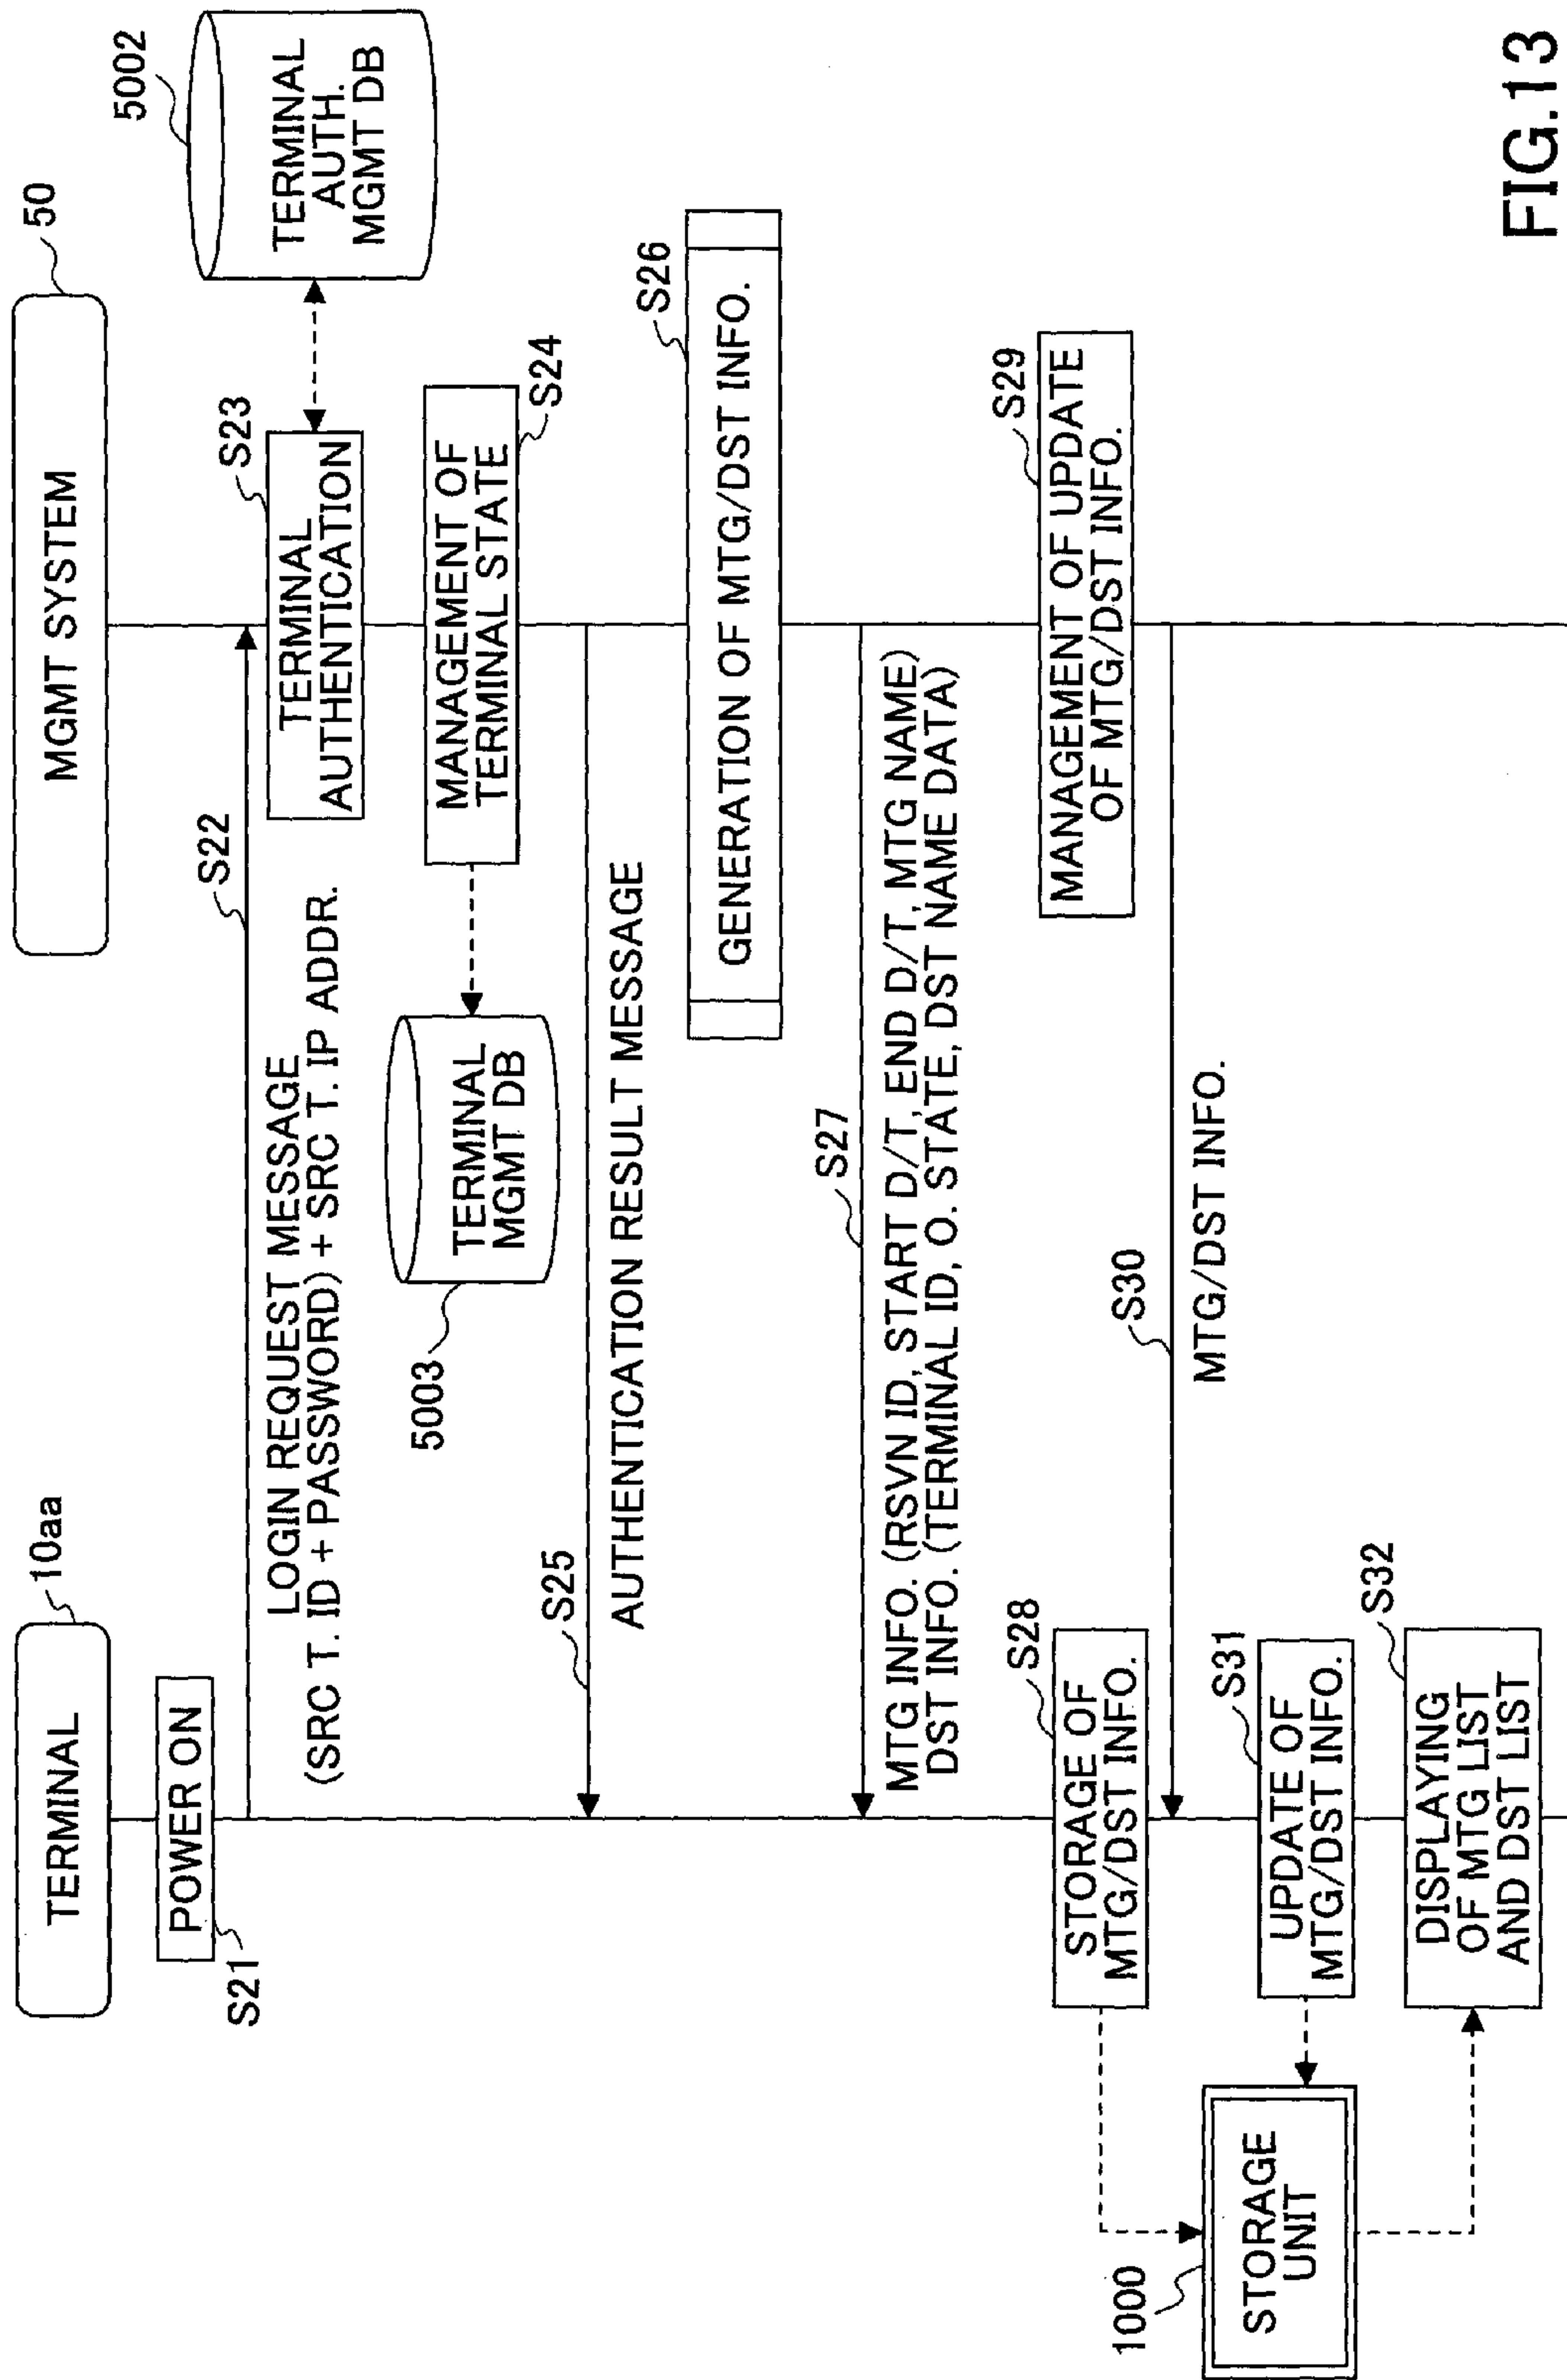 TERMINAL
10aa
MGMT SYSTEM
50
POWER ON
S21
S22
LOGIN REQUEST MESSAGE
(SRC T. ID + PASSWORD) + SRC T. IP ADDR.
S23
TERMINAL
AUTHENTICATION
5002
TERMINAL
AUTH.
MGMT DB
S24
MANAGEMENT OF
TERMINAL STATE
5003
TERMINAL
MGMT DB
S25
AUTHENTICATION RESULT MESSAGE
S26
GENERATION OF MTG/DST INFO.
S27
MTG INFO. (RSVN ID, START D/T, END D/T, MTG NAME)
DST INFO. (TERMINAL ID, O. STATE, DST NAME DATA)
S28
STORAGE OF
MTG/DST INFO.
S29
MANAGEMENT OF UPDATE
OF MTG/DST INFO.
S30
MTG/DST INFO.
1000
STORAGE
UNIT
S31
UPDATE OF
MTG/DST INFO.
S32
DISPLAYING
OF MTG LIST
AND DST LIST
FIG.13